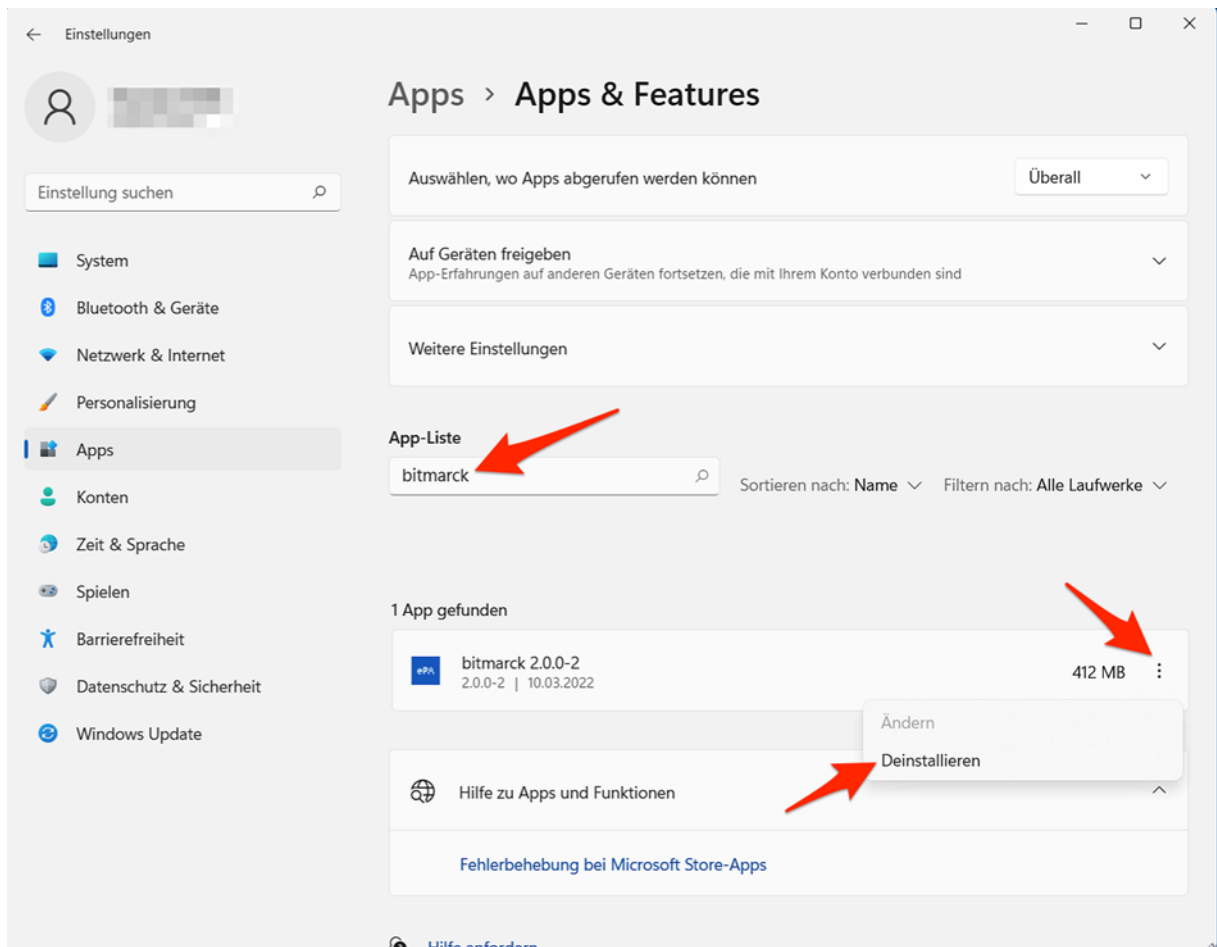 Einstellungen
Apps > Apps & Features
Einstellung suchen
System
Bluetooth & Geräte
Netzwerk & Internet
Personalisierung
Apps
Konten
Zeit & Sprache
Spielen
Barrierefreiheit
Datenschutz & Sicherheit
Windows Update
Auswählen, wo Apps abgerufen werden können
Überall
Auf Geräten freigeben
App-Erfahrungen auf anderen Geräten fortsetzen, die mit Ihrem Konto verbunden sind
Weitere Einstellungen
App-Liste
bitmarck
Sortieren nach: Name
Filtern nach: Alle Laufwerke
1 App gefunden
ePA
bitmarck 2.0.0-2
2.0.0-2 | 10.03.2022
412 MB
Ändern
Deinstallieren
Hilfe zu Apps und Funktionen
Fehlerbehebung bei Microsoft Store-Apps
Hilfe anfordern